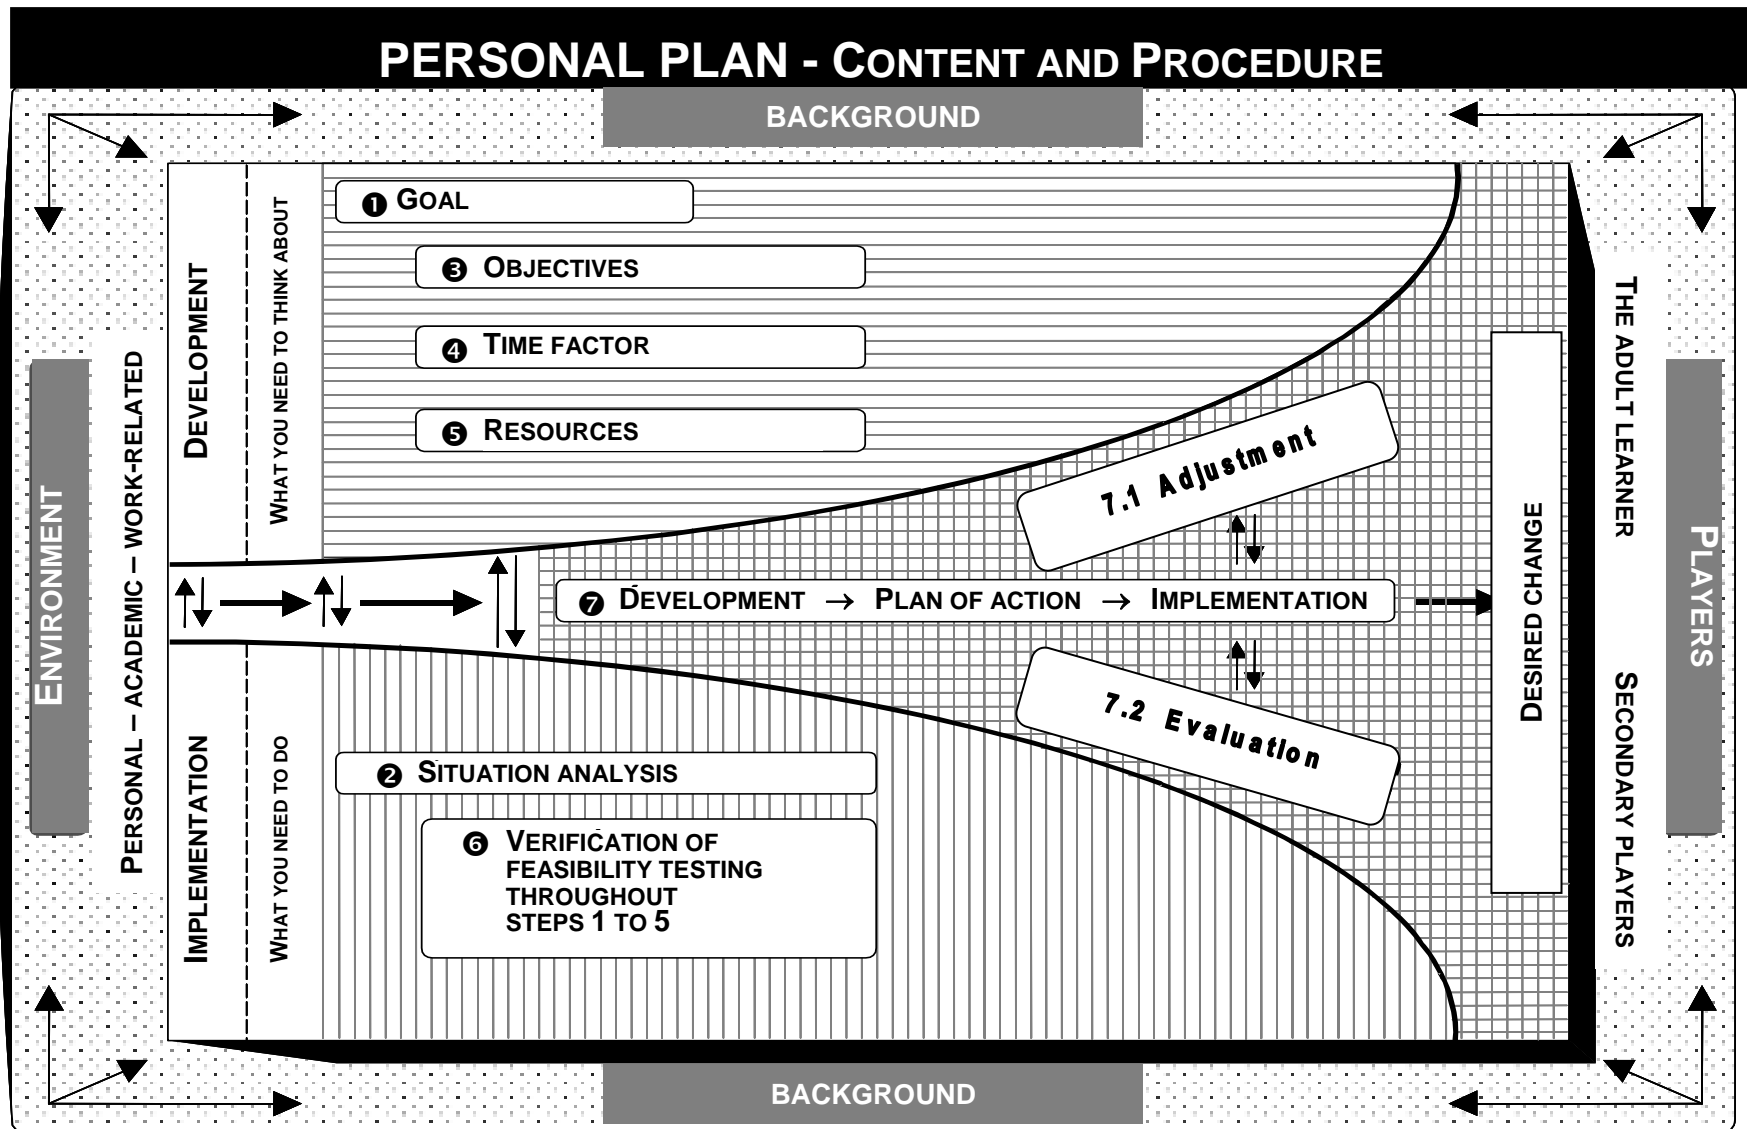 PERSONAL PLAN - CONTENT AND PROCEDURE
BACKGROUND
ENVIRONMENT
PERSONAL – ACADEMIC – WORK-RELATED
DEVELOPMENT
WHAT YOU NEED TO THINK ABOUT
❶ GOAL
❸ OBJECTIVES
❹ TIME FACTOR
❺ RESOURCES
7.1 Adjustment
❼ DEVELOPMENT → PLAN OF ACTION → IMPLEMENTATION
7.2 Evaluation
DESIRED CHANGE
IMPLEMENTATION
WHAT YOU NEED TO DO
❷ SITUATION ANALYSIS
❻ VERIFICATION OF
FEASIBILITY TESTING
THROUGHOUT
STEPS 1 TO 5
THE ADULT LEARNER
SECONDARY PLAYERS
PLAYERS
BACKGROUND